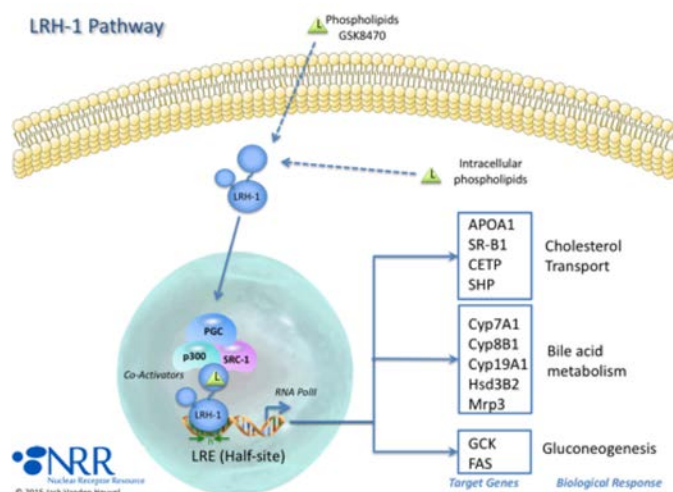 LRH-1 Pathway
Phospholipids
GSK8470
Intracellular
phospholipids
LRH-1
APOA1
SR-B1
CETP
SHP
Cholesterol
Transport
PGC
p300
SRC-1
Co-Activators
L
L
L
RNA PolII
LRH-1
LRE (Half-site)
Cyp7A1
Cyp8B1
Cyp19A1
Hsd3B2
Mrp3
Bile acid
metabolism
GCK
FAS
Gluconeogenesis
Target Genes
Biological Response
NRR
Nuclear Receptor Resource